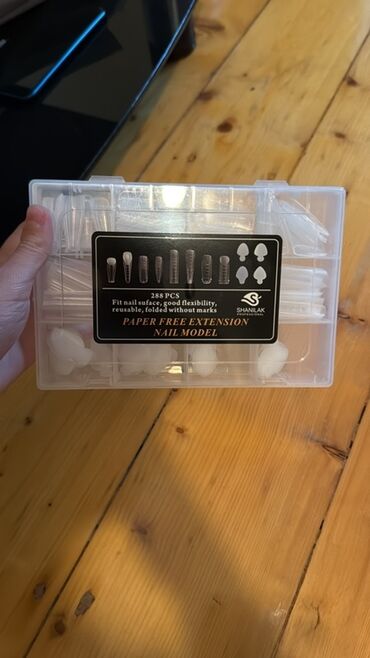 288 PCS
Fit nail suface, good flexibility,
reusable, folded without marks
PAPER FREE EXTENSION
NAIL MODEL
SHANILAK
PROFESSIONAL